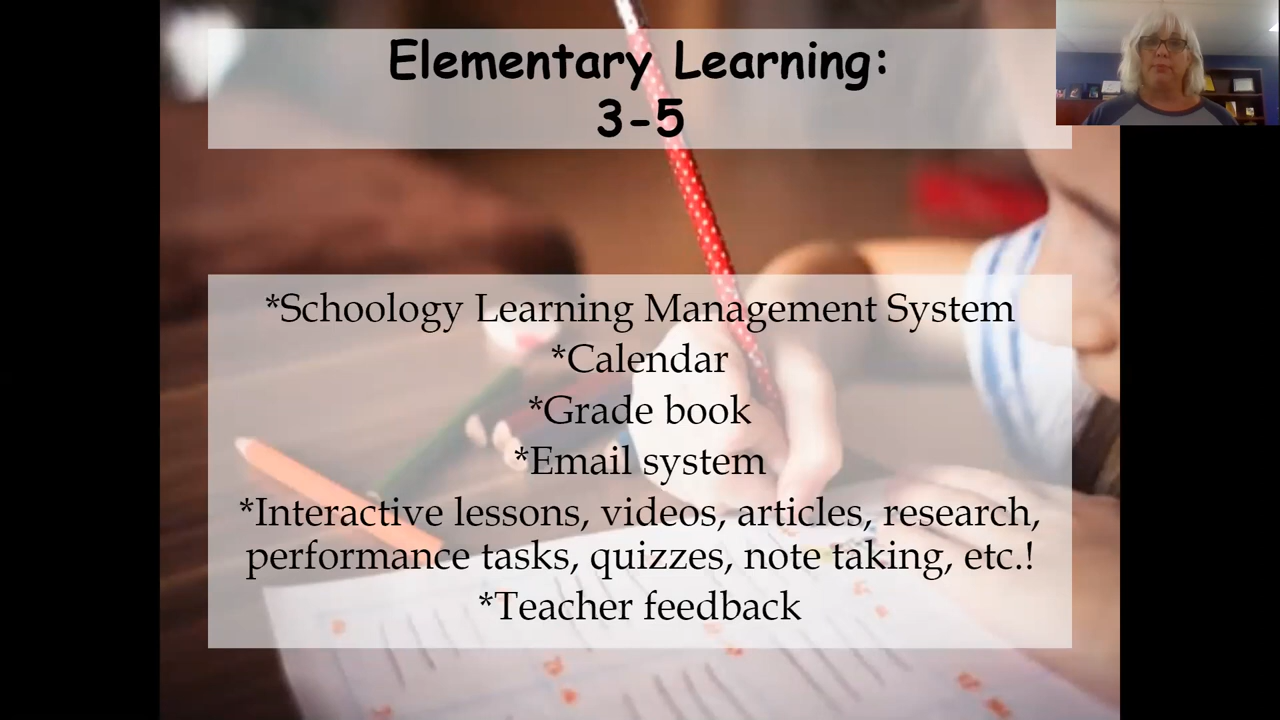 Elementary Learning:
3-5
*Schoology Learning Management System
*Calendar
*Grade book
*Email system
*Interactive lessons, videos, articles, research,
performance tasks, quizzes, note taking, etc.!
*Teacher feedback